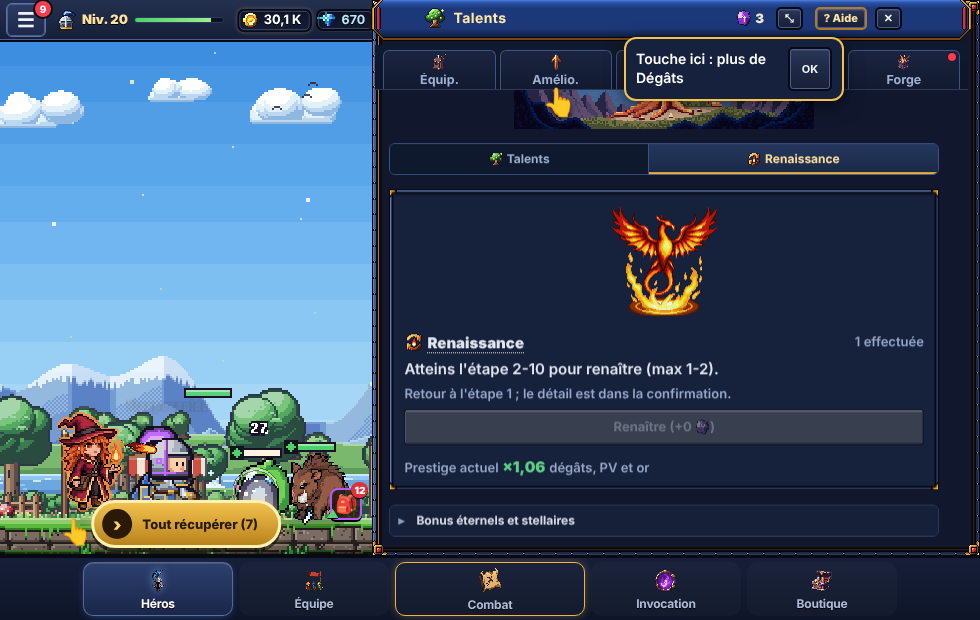 9
Niv. 20
30,1 K
670
Talents
3
? Aide
Équip.
Amélio.
Touche ici : plus de
Dégâts
OK
Forge
Talents
Renaissance
Renaissance
1 effectuée
Atteins l'étape 2-10 pour renaître (max 1-2).
Retour à l'étape 1 ; le détail est dans la confirmation.
Renaître (+0 )
Prestige actuel ×1,06 dégâts, PV et or
Bonus éternels et stellaires
27
12
Tout récupérer (7)
Héros
Équipe
Combat
Invocation
Boutique